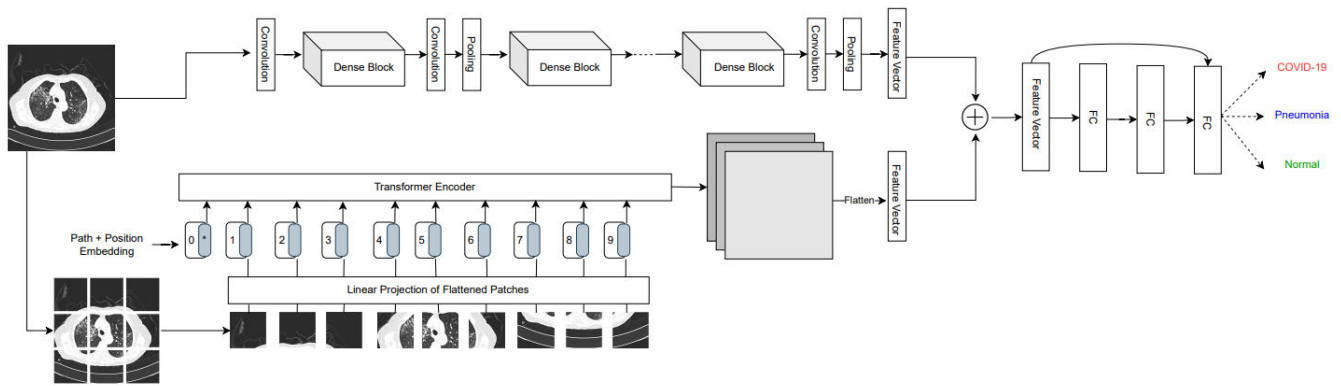 Convolution
Dense Block
Convolution
Pooling
Dense Block
Dense Block
Convolution
Pooling
Feature Vector
Feature Vector
FC
FC
FC
COVID-19
Pneumonia
Normal
Transformer Encoder
Flatten
Feature Vector
Path + Position
Embedding
0 * 1 2 3 4 5 6 7 8 9
Linear Projection of Flattened Patches